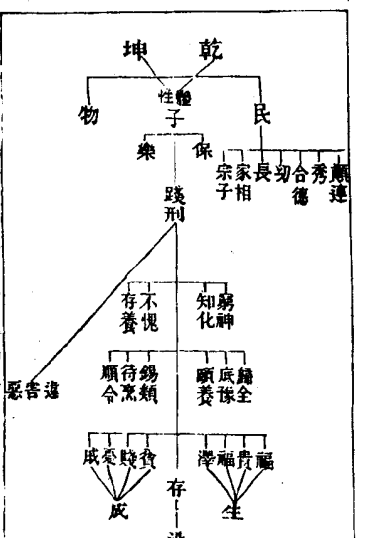 乾 坤
體性
民 子 物
保 樂
顛連 秀 合德 幼 長 家相 宗子
踐刑
窮神 知化 不愧 存養
歸全 底豫 顧養 錫類 待烹 順令
違害惡
福 貴 福 澤 貧 賤 憂 戚
生 存 成